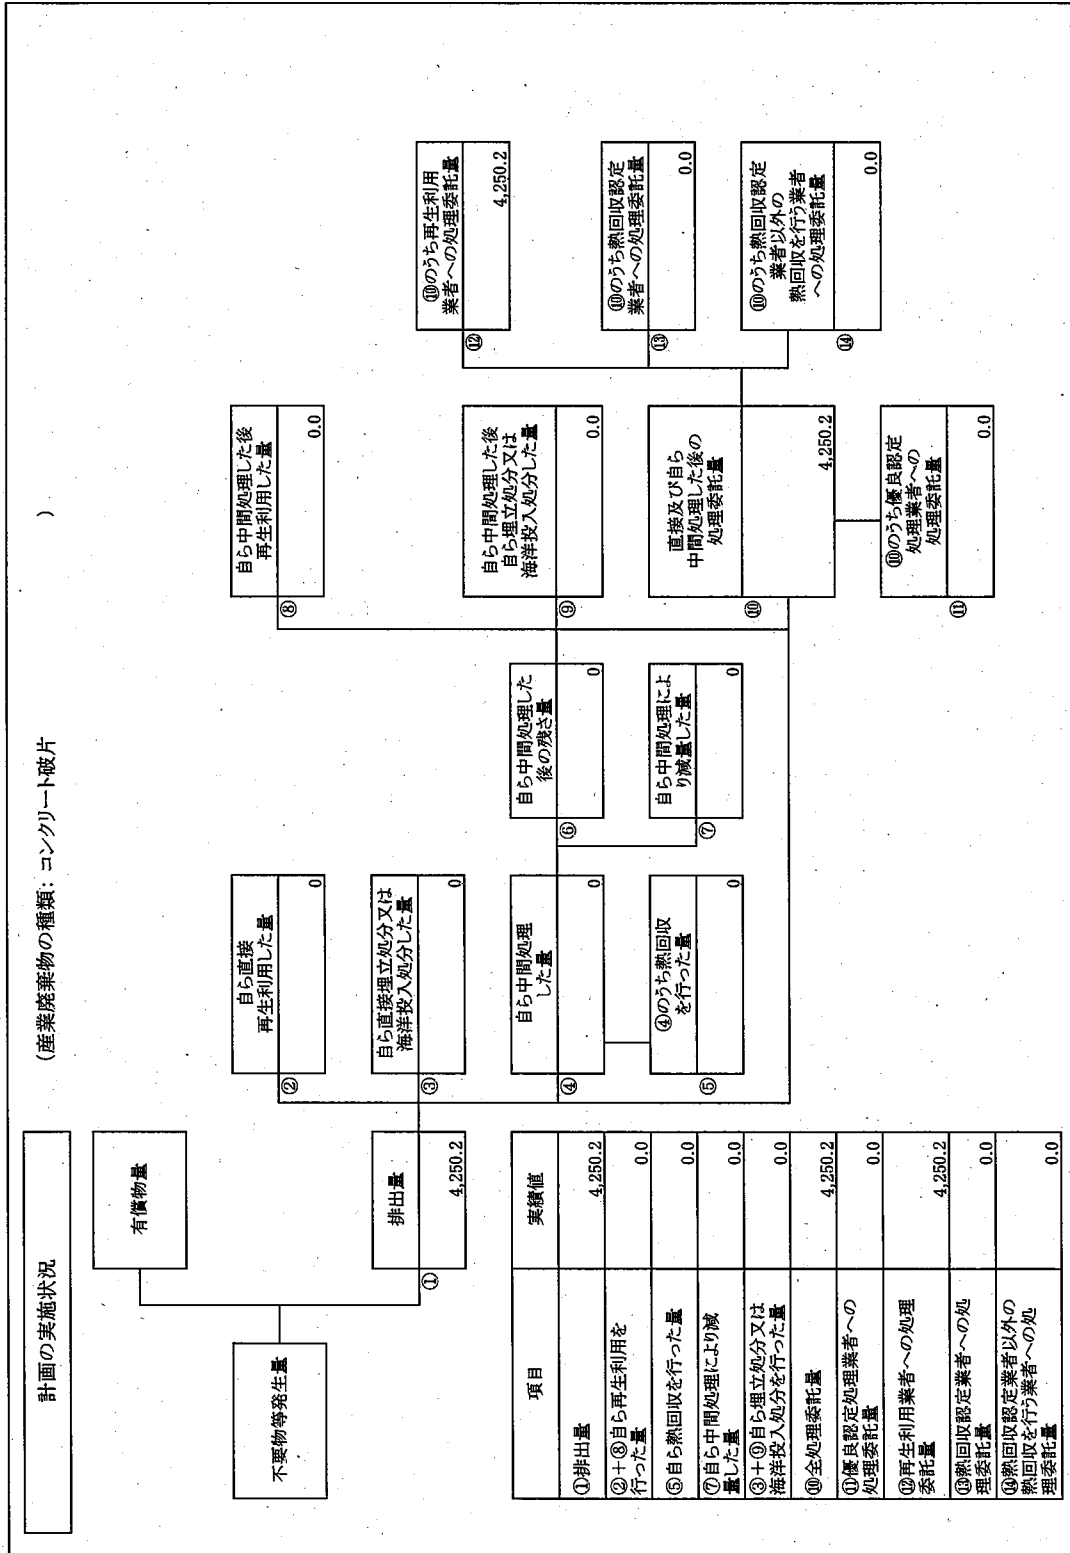 計画の実施状況
(産業廃棄物の種類: コンクリート破片 )
不要物等発生量
有償物量
①
排出量
4,250.2
②
自ら直接
再生利用した量
0
③
自ら直接埋立処分又は
海洋投入処分した量
0
④
自ら中間処理
した量
0
⑤
④のうち熱回収
を行った量
0
⑥
自ら中間処理した
後の残さ量
0
⑦
自ら中間処理によ
り減量した量
0
⑧
自ら中間処理した後
再生利用した量
0.0
⑨
自ら中間処理した後
自ら埋立処分又は
海洋投入処分した量
0.0
⑩
直接及び自ら
中間処理した後の
処理委託量
4,250.2
⑪
⑩のうち優良認定
処理業者への
処理委託量
0.0
⑫
⑩のうち再生利用
業者への処理委託量
4,250.2
⑬
⑩のうち熱回収認定
業者への処理委託量
0.0
⑭
⑩のうち熱回収認定
業者以外の
熱回収を行う業者
への処理委託量
0.0
項目 実績値
①排出量 4,250.2
②+⑧自ら再生利用を
行った量 0.0
⑤自ら熱回収を行った量 0.0
⑦自ら中間処理により減
量した量 0.0
③+⑨自ら埋立処分又は
海洋投入処分を行った量 0.0
⑩全処理委託量 4,250.2
⑪優良認定処理業者への
処理委託量 0.0
⑫再生利用業者への処理
委託量 4,250.2
⑬熱回収認定業者への処
理委託量 0.0
⑭熱回収認定業者以外の
熱回収を行う業者への処
理委託量 0.0